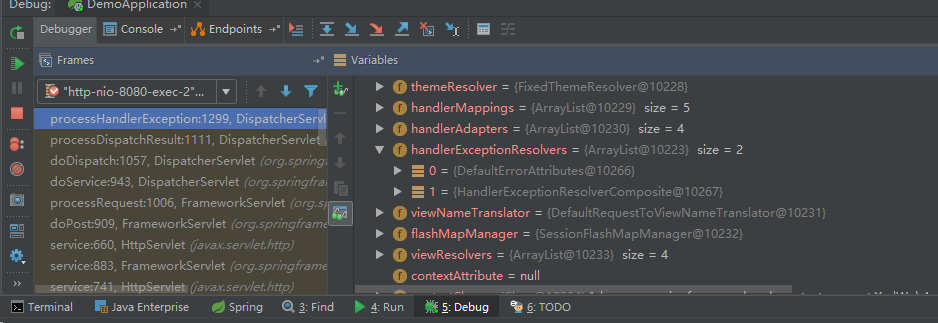 Debug: DemoApplication
Debugger Console Endpoints
Frames Variables
"http-nio-8080-exec-2"...
processHandlerException:1299, DispatcherServl
processDispatchResult:1111, DispatcherServlet
doDispatch:1057, DispatcherServlet (org.spring
doService:943, DispatcherServlet (org.springfran
processRequest:1006, FrameworkServlet
doPost:909, FrameworkServlet (org.springframew
service:660, HttpServlet (javax.servlet.http)
service:883, FrameworkServlet (org.springframe
service:741, HttpServlet (javax.servlet.http)
themeResolver = {FixedThemeResolver@10228}
handlerMappings = {ArrayList@10229} size = 5
handlerAdapters = {ArrayList@10230} size = 4
handlerExceptionResolvers = {ArrayList@10223} size = 2
0 = {DefaultErrorAttributes@10266}
1 = {HandlerExceptionResolverComposite@10267}
viewNameTranslator = {DefaultRequestToViewNameTranslator@10231}
flashMapManager = {SessionFlashMapManager@10232}
viewResolvers = {ArrayList@10233} size = 4
contextAttribute = null
Terminal Java Enterprise Spring 3: Find 4: Run 5: Debug 6: TODO